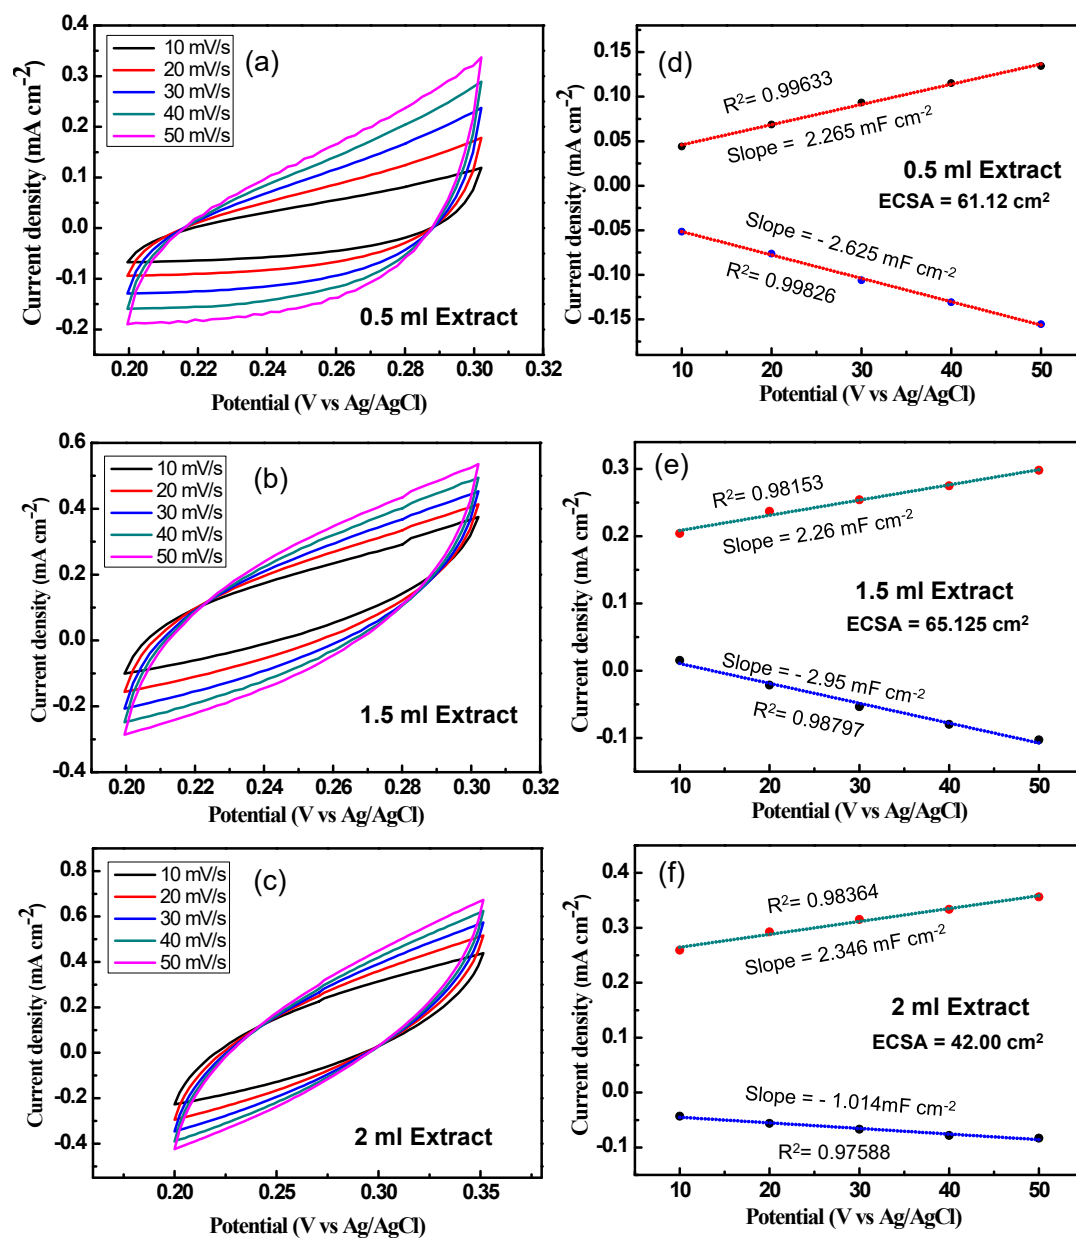 (a)
10 mV/s
20 mV/s
30 mV/s
40 mV/s
50 mV/s
0.4
0.3
0.2
0.1
0.0
-0.1
-0.2
Current density (mA cm-2)
0.5 ml Extract
0.20 0.22 0.24 0.26 0.28 0.30 0.32
Potential (V vs Ag/AgCl)
(d)
0.15
0.10
0.05
0.00
-0.05
-0.10
-0.15
Current density (mA cm-2)
R2= 0.99633
Slope = 2.265 mF cm-2
0.5 ml Extract
ECSA = 61.12 cm2
Slope = - 2.625 mF cm-2
R2= 0.99826
10 20 30 40 50
Potential (V vs Ag/AgCl)
(b)
10 mV/s
20 mV/s
30 mV/s
40 mV/s
50 mV/s
0.6
0.4
0.2
0.0
-0.2
-0.4
Current density (mA cm-2)
1.5 ml Extract
0.20 0.22 0.24 0.26 0.28 0.30 0.32
Potential (V vs Ag/AgCl)
(e)
0.3
0.2
0.1
0.0
-0.1
Current density (mA cm-2)
R2= 0.98153
Slope = 2.26 mF cm-2
1.5 ml Extract
ECSA = 65.125 cm2
Slope = - 2.95 mF cm-2
R2= 0.98797
10 20 30 40 50
Potential (V vs Ag/AgCl)
(c)
10 mV/s
20 mV/s
30 mV/s
40 mV/s
50 mV/s
0.8
0.6
0.4
0.2
0.0
-0.2
-0.4
Current density (mA cm-2)
2 ml Extract
0.20 0.25 0.30 0.35
Potential (V vs Ag/AgCl)
(f)
0.4
0.3
0.2
0.1
0.0
-0.1
Current density (mA cm-2)
R2= 0.98364
Slope = 2.346 mF cm-2
2 ml Extract
ECSA = 42.00 cm2
Slope = - 1.014mF cm-2
R2= 0.97588
10 20 30 40 50
Potential (V vs Ag/AgCl)